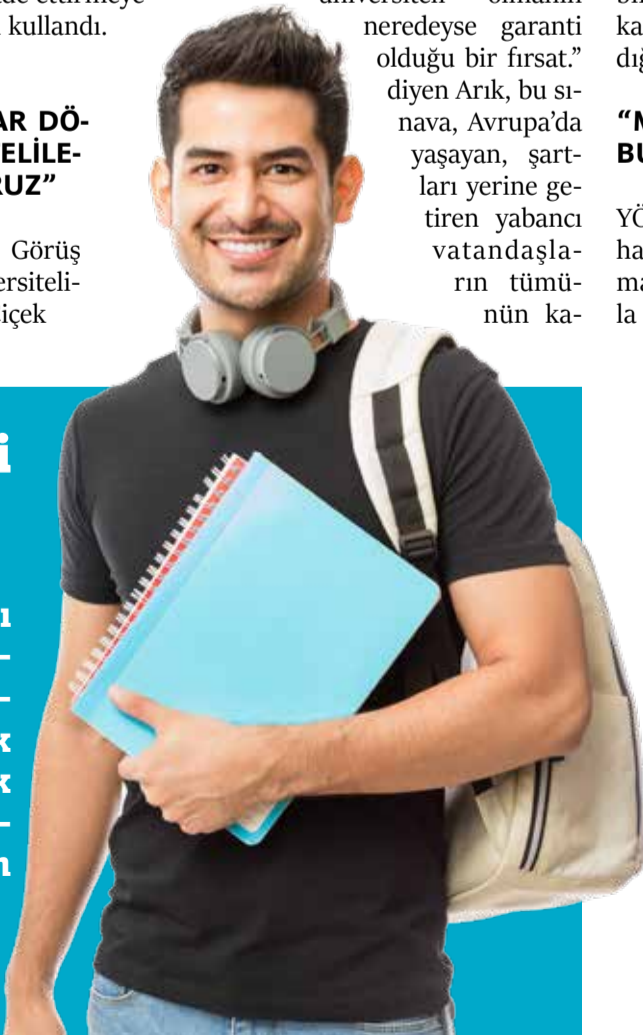 kullandı.
AR DÖ-
ELİLE-
RUZ”
Görüş
ersiteli-
içek
neredeyse garanti
olduğu bir fırsat.”
diyen Arık, bu sı-
nava, Avrupa’da
yaşayan, şart-
ları yerine ge-
tiren yabancı
vatandaşla-
rın tümü-
nün ka-
“M
BU
YÖ
ha
ma
la
i
ı
-
-
k
k
-
n